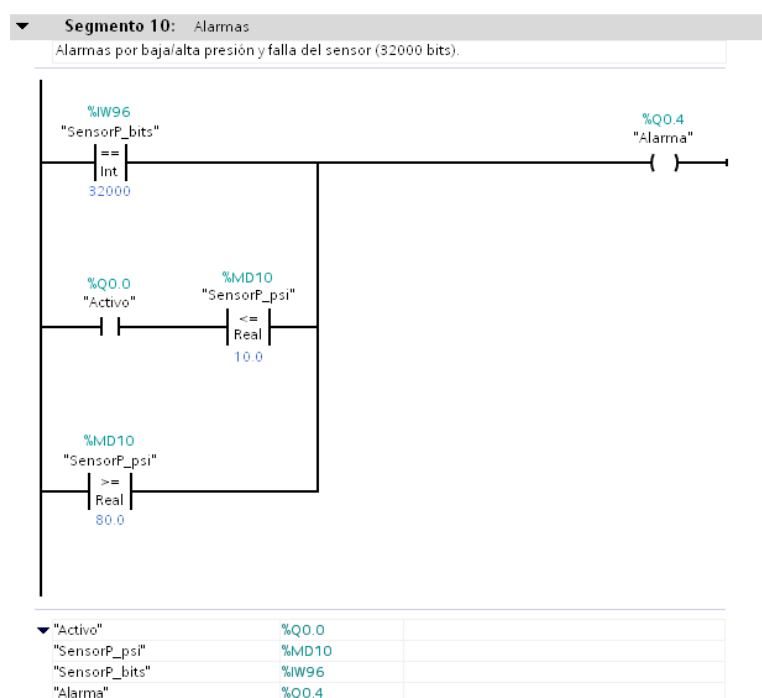 Segmento 10: Alarmas
Alarmas por baja/alta presión y falla del sensor (32000 bits).
%IW96
"SensorP_bits"
==
Int
32000
%Q0.4
"Alarma"
%Q0.0
"Activo"
%MD10
"SensorP_psi"
<=
Real
10.0
%MD10
"SensorP_psi"
>=
Real
80.0
"Activo" %Q0.0
"SensorP_psi" %MD10
"SensorP_bits" %IW96
"Alarma" %Q0.4